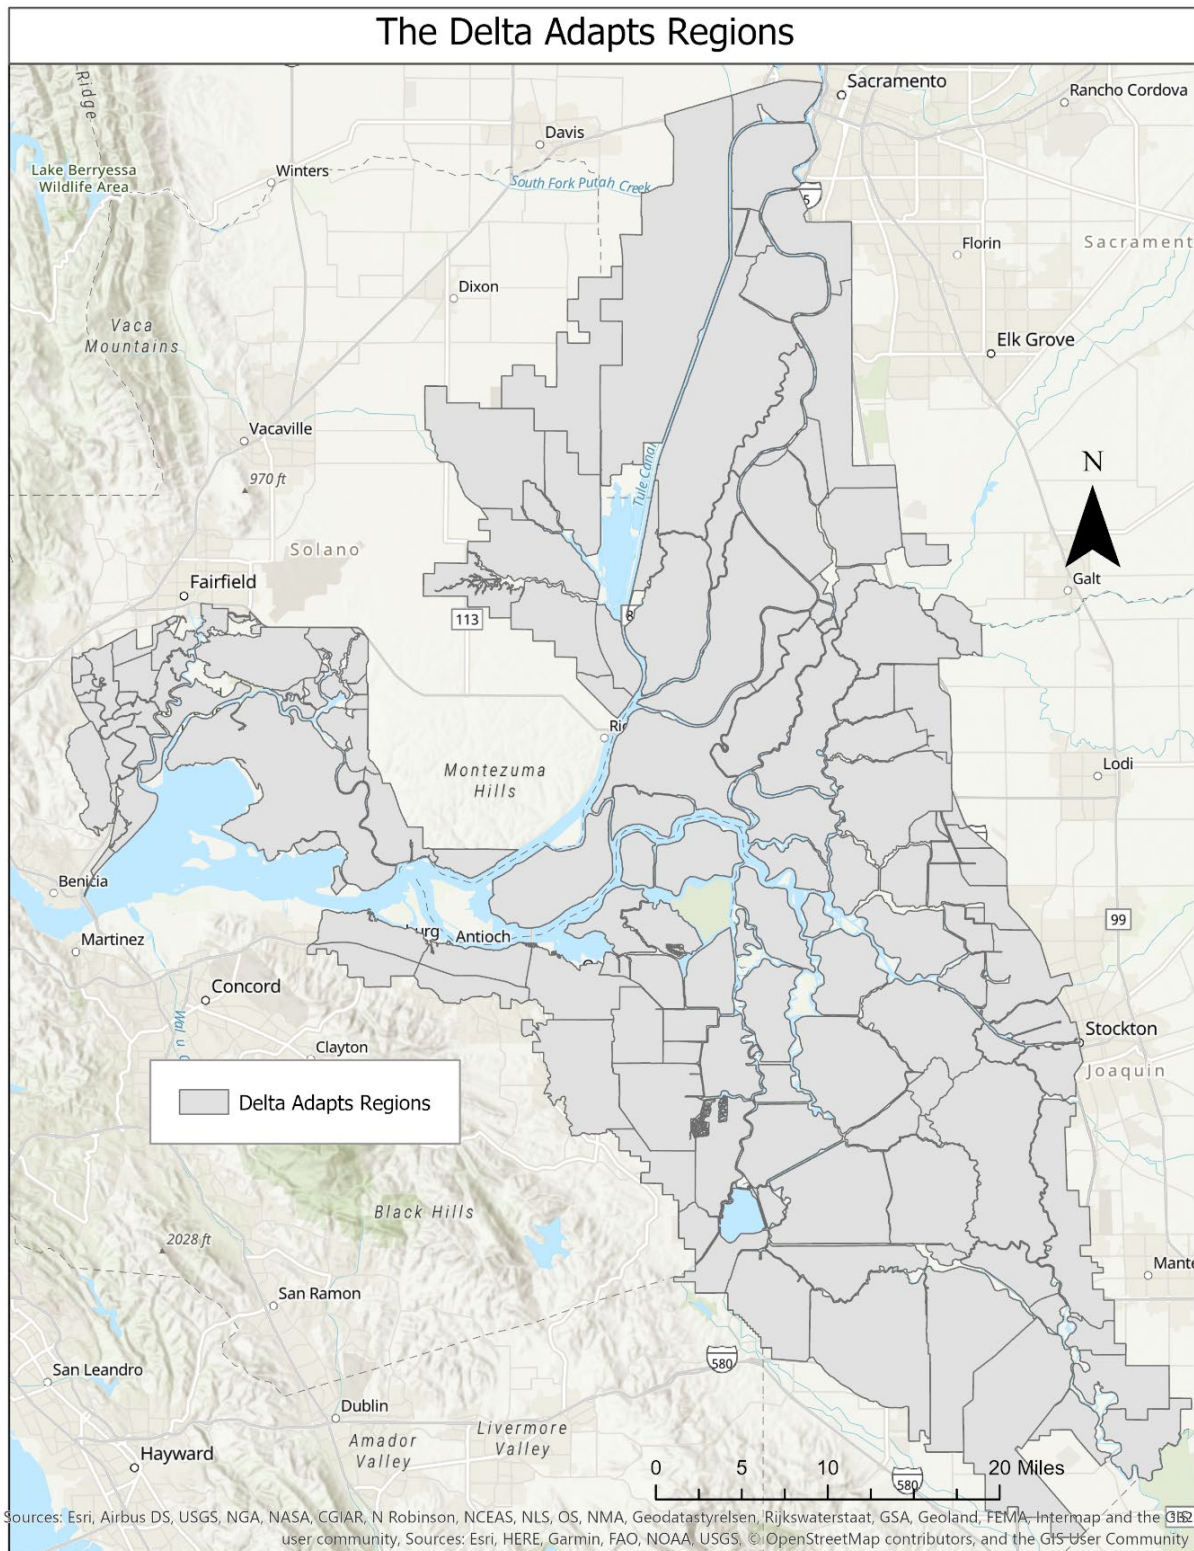 The Delta Adapts Regions
Ridge
Sacramento
Rancho Cordova
Davis
Lake Berryessa
Wildlife Area
Winters
South Fork Putah Creek
5
Florin
Sacrament
Dixon
Vaca
Mountains
Elk Grove
Vacaville
970 ft
Tule Canal
N
Solano
Fairfield
Galt
113
8
Ri
Montezuma
Hills
Lodi
Benicia
99
Martinez
burg
Antioch
Concord
Stockton
Clayton
Joaquin
Delta Adapts Regions
Black Hills
2028 ft
Mante
San Ramon
580
San Leandro
Dublin
Livermore
Valley
Amador
Valley
Hayward
0 5 10 20 Miles
580
Sources: Esri, Airbus DS, USGS, NGA, NASA, CGIAR, N Robinson, NCEAS, NLS, OS, NMA, Geodatastyrelsen, Rijkswaterstaat, GSA, Geoland, FEMA, Intermap and the GIS
user community, Sources: Esri, HERE, Garmin, FAO, NOAA, USGS, © OpenStreetMap contributors, and the GIS User Community